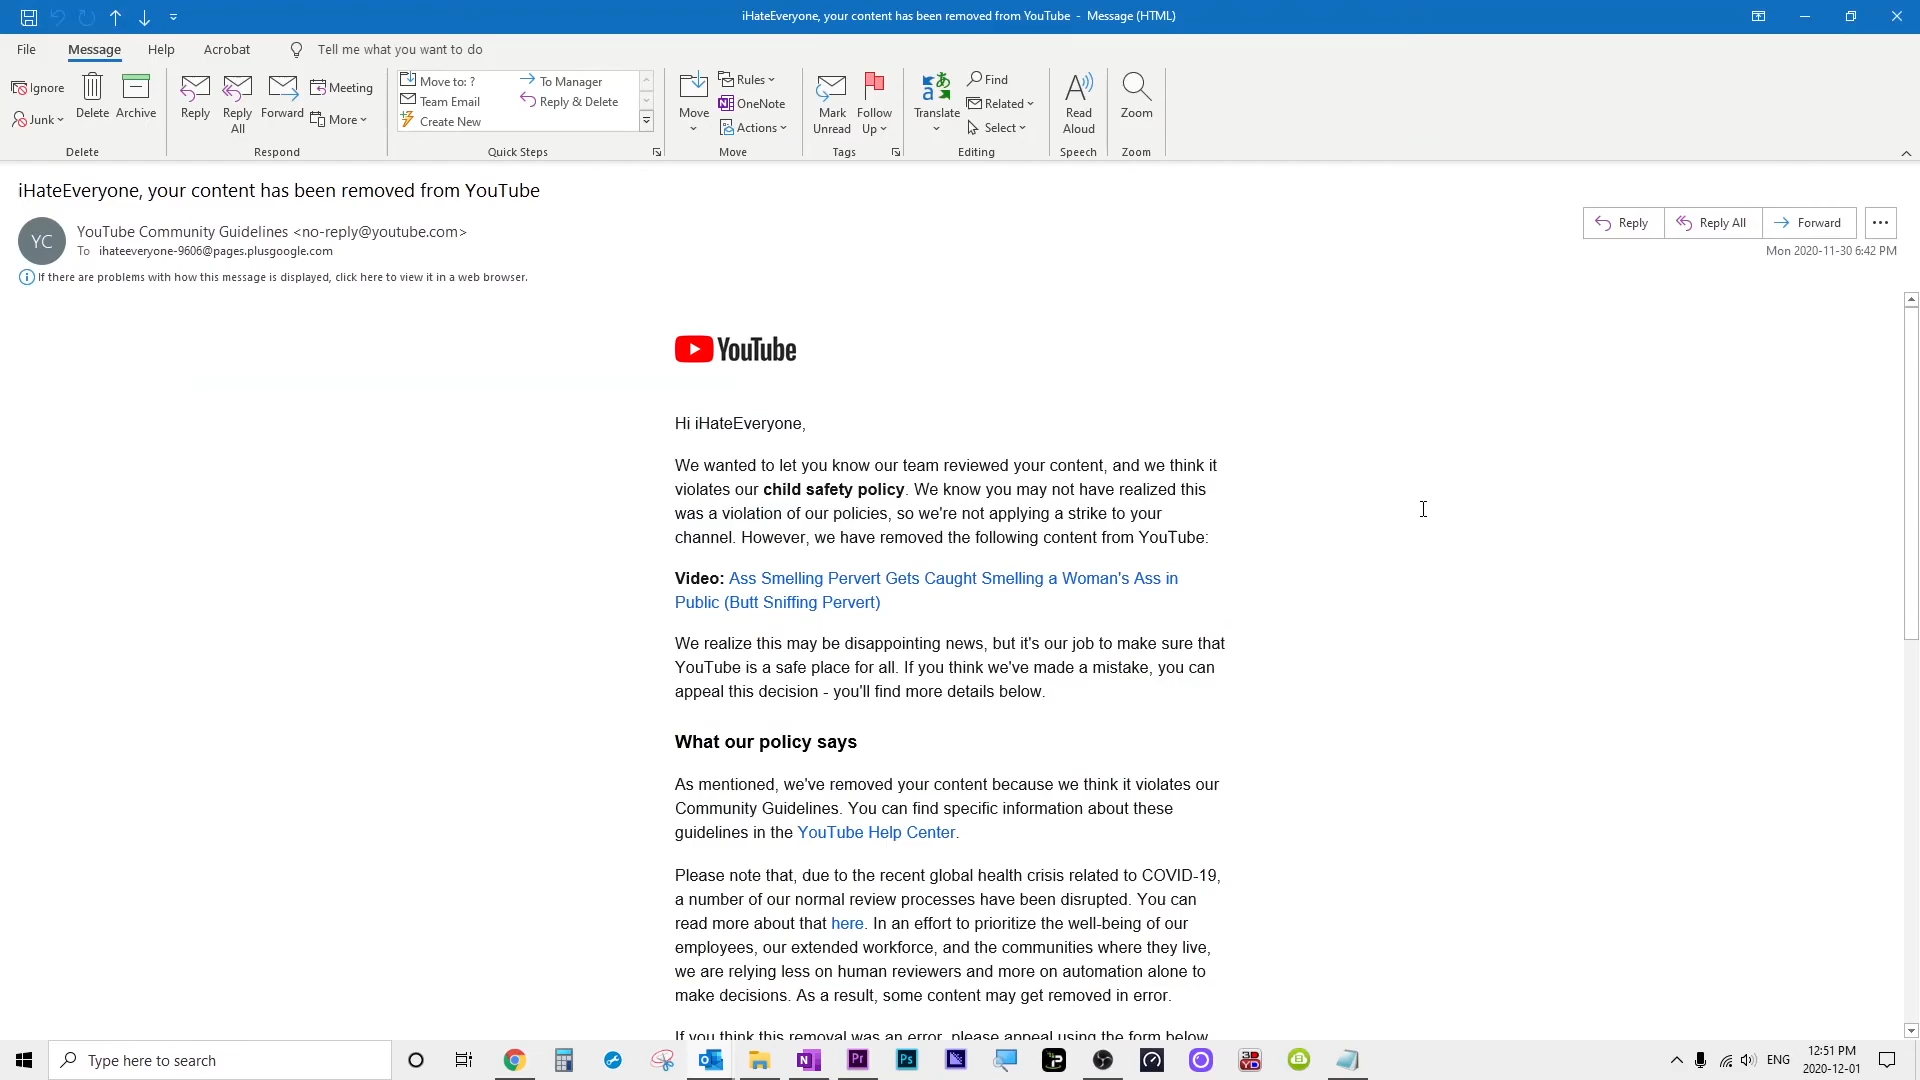 iHateEveryone, your content has been removed from YouTube - Message (HTML)
File Message Help Acrobat Tell me what you want to do
Ignore
Junk
Delete
Archive
Delete
Reply
Reply All
Forward
Meeting
More
Respond
Move to: ?
To Manager
Team Email
Reply & Delete
Create New
Quick Steps
Move
Rules
OneNote
Actions
Move
Mark Unread
Follow Up
Tags
Translate
Find
Related
Select
Editing
Read Aloud
Speech
Zoom
Zoom
iHateEveryone, your content has been removed from YouTube
YC
YouTube Community Guidelines <no-reply@youtube.com>
To ihateeveryone-9606@pages.plusgoogle.com
If there are problems with how this message is displayed, click here to view it in a web browser.
Reply Reply All Forward
Mon 2020-11-30 6:42 PM
YouTube
Hi iHateEveryone,
We wanted to let you know our team reviewed your content, and we think it
violates our child safety policy. We know you may not have realized this
was a violation of our policies, so we're not applying a strike to your
channel. However, we have removed the following content from YouTube:
Video: Ass Smelling Pervert Gets Caught Smelling a Woman's Ass in
Public (Butt Sniffing Pervert)
We realize this may be disappointing news, but it's our job to make sure that
YouTube is a safe place for all. If you think we've made a mistake, you can
appeal this decision - you'll find more details below.
What our policy says
As mentioned, we've removed your content because we think it violates our
Community Guidelines. You can find specific information about these
guidelines in the YouTube Help Center.
Please note that, due to the recent global health crisis related to COVID-19,
a number of our normal review processes have been disrupted. You can
read more about that here. In an effort to prioritize the well-being of our
employees, our extended workforce, and the communities where they live,
we are relying less on human reviewers and more on automation alone to
make decisions. As a result, some content may get removed in error.
If you think this removal was an error, please appeal using the form below
Type here to search
ENG
12:51 PM
2020-12-01